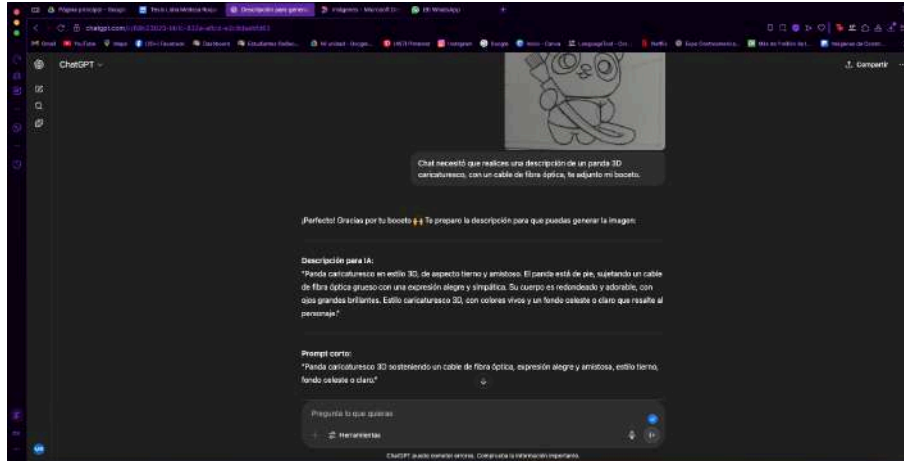 chatgpt.com
ChatGPT
Compartir
Chat necesitó que realices una descripción de un panda 3D
caricaturesco, con un cable de fibra óptica, te adjunto mi boceto.
¡Perfecto! Gracias por tu boceto 🙌 Te preparo la descripción para que puedas generar la imagen:
Descripción para IA:
"Panda caricaturesco en estilo 3D, de aspecto tierno y amistoso. El panda está de pie, sujetando un cable
de fibra óptica grueso con una expresión alegre y simpática. Su cuerpo es redondeado y adorable, con
ojos grandes brillantes. Estilo caricaturesco 3D, con colores vivos y un fondo celeste o claro que resalte al
personaje."
Prompt corto:
"Panda caricaturesco 3D sosteniendo un cable de fibra óptica, expresión alegre y amistosa, estilo tierno,
fondo celeste o claro."
Pregunta lo que quieras
Herramientas
ChatGPT puede cometer errores. Comprueba la información importante.